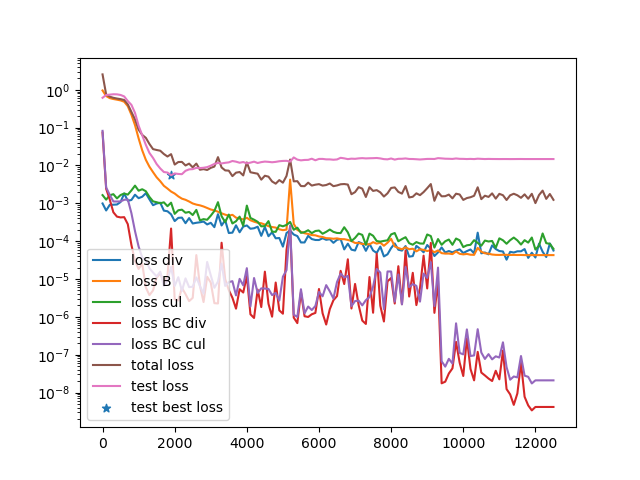 10⁰
10⁻¹
10⁻²
10⁻³
10⁻⁴
10⁻⁵
10⁻⁶
10⁻⁷
10⁻⁸
loss div
loss B
loss cul
loss BC div
loss BC cul
total loss
test loss
test best loss
0 2000 4000 6000 8000 10000 12000